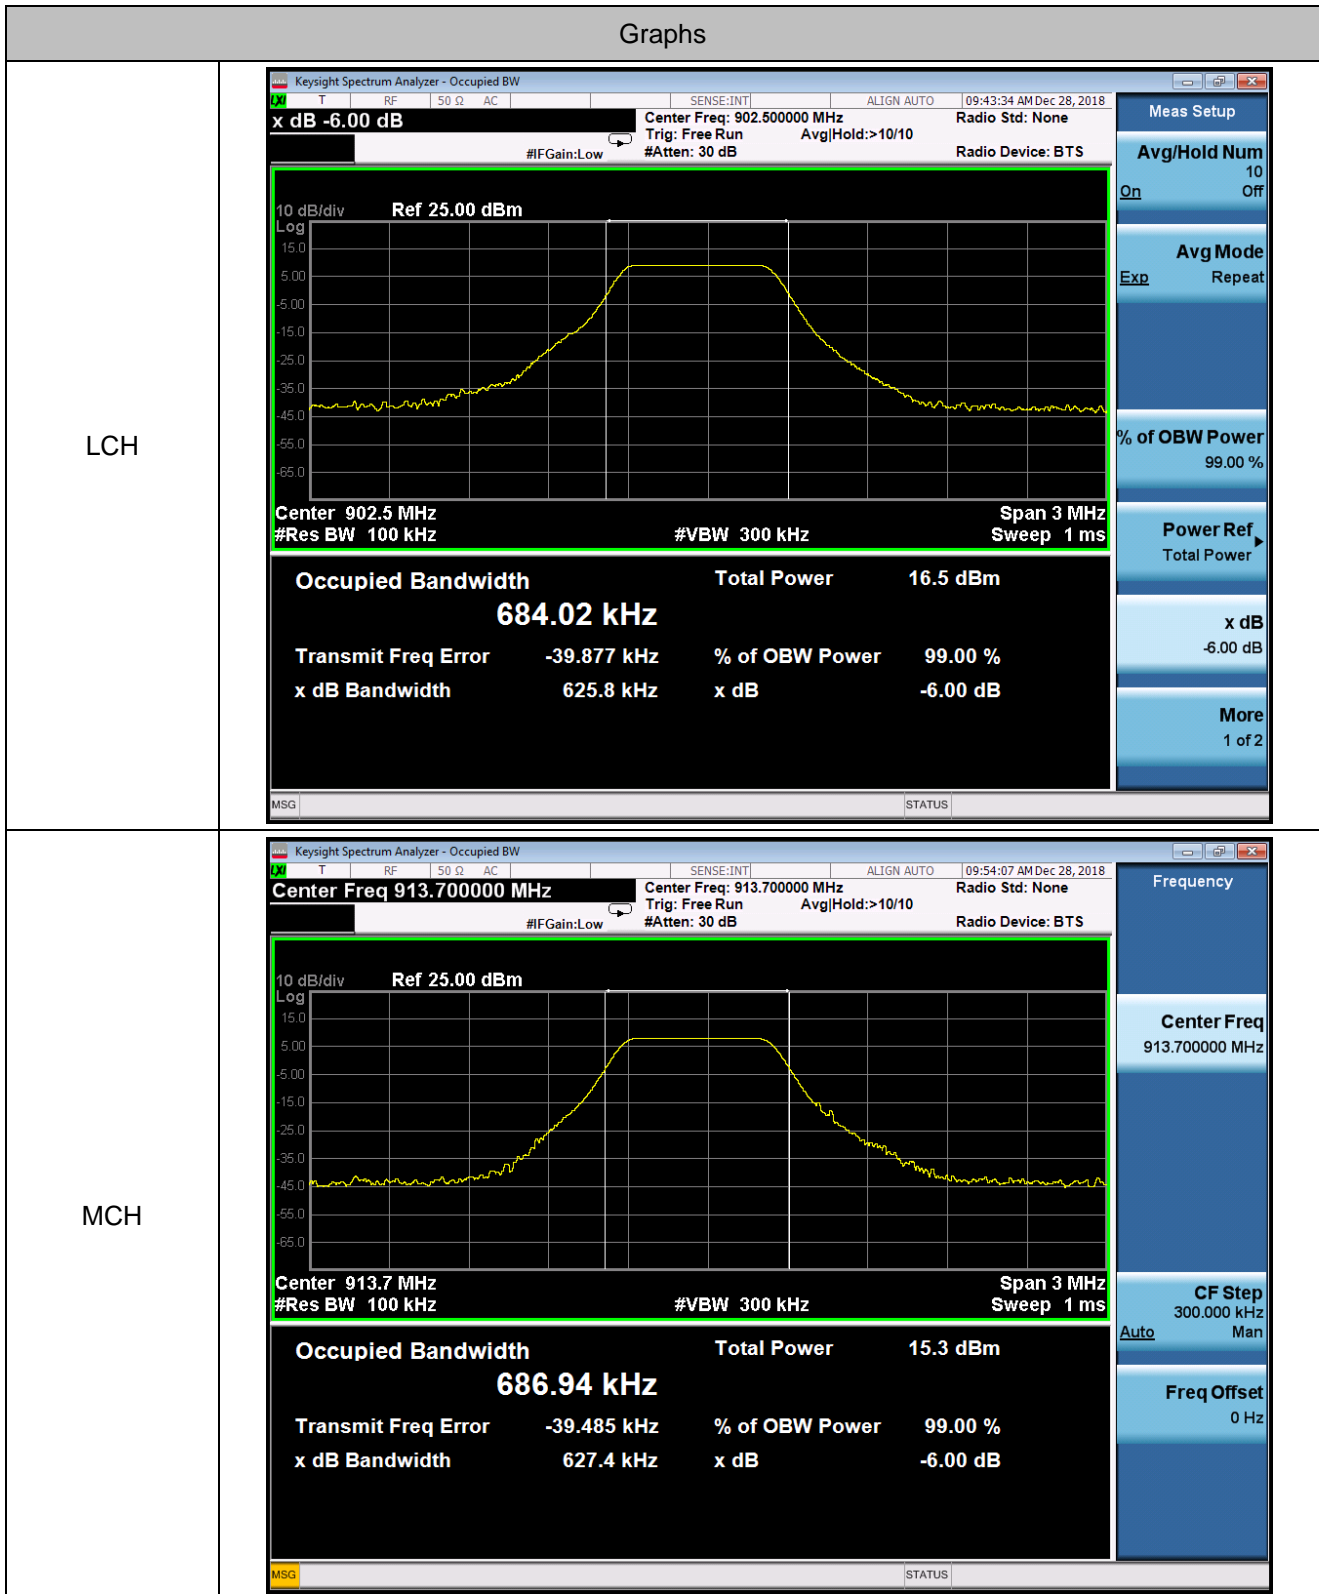 Graphs
LCH
Keysight Spectrum Analyzer - Occupied BW
LXI T RF 50 Ω AC SENSE:INT ALIGN AUTO 09:43:34 AM Dec 28, 2018
x dB -6.00 dB
Center Freq: 902.500000 MHz
Radio Std: None
Trig: Free Run Avg|Hold:>10/10
#IFGain:Low #Atten: 30 dB Radio Device: BTS
10 dB/div Ref 25.00 dBm
Log
15.0
5.00
-5.00
-15.0
-25.0
-35.0
-45.0
-55.0
-65.0
Center 902.5 MHz Span 3 MHz
#Res BW 100 kHz #VBW 300 kHz Sweep 1 ms
Occupied Bandwidth Total Power 16.5 dBm
684.02 kHz
Transmit Freq Error -39.877 kHz % of OBW Power 99.00 %
x dB Bandwidth 625.8 kHz x dB -6.00 dB
MSG STATUS
Meas Setup
Avg/Hold Num
10
On Off
Avg Mode
Exp Repeat
% of OBW Power
99.00 %
Power Ref
Total Power
x dB
-6.00 dB
More
1 of 2
MCH
Keysight Spectrum Analyzer - Occupied BW
LXI T RF 50 Ω AC SENSE:INT ALIGN AUTO 09:54:07 AM Dec 28, 2018
Center Freq 913.700000 MHz
Center Freq: 913.700000 MHz
Radio Std: None
Trig: Free Run Avg|Hold:>10/10
#IFGain:Low #Atten: 30 dB Radio Device: BTS
10 dB/div Ref 25.00 dBm
Log
15.0
5.00
-5.00
-15.0
-25.0
-35.0
-45.0
-55.0
-65.0
Center 913.7 MHz Span 3 MHz
#Res BW 100 kHz #VBW 300 kHz Sweep 1 ms
Occupied Bandwidth Total Power 15.3 dBm
686.94 kHz
Transmit Freq Error -39.485 kHz % of OBW Power 99.00 %
x dB Bandwidth 627.4 kHz x dB -6.00 dB
MSG STATUS
Frequency
Center Freq
913.700000 MHz
CF Step
300.000 kHz
Auto Man
Freq Offset
0 Hz